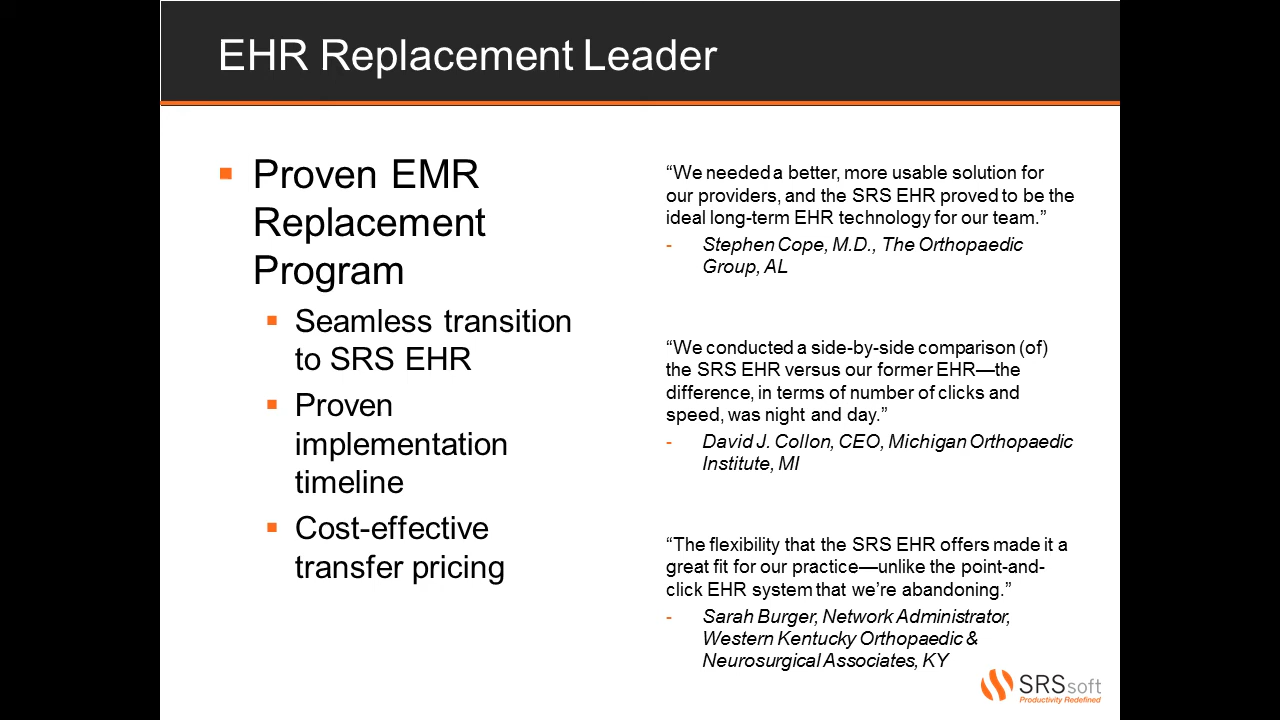 EHR Replacement Leader
Proven EMR
Replacement
Program
Seamless transition
to SRS EHR
Proven
implementation
timeline
Cost-effective
transfer pricing
“We needed a better, more usable solution for
our providers, and the SRS EHR proved to be the
ideal long-term EHR technology for our team.”
- Stephen Cope, M.D., The Orthopaedic
Group, AL
“We conducted a side-by-side comparison (of)
the SRS EHR versus our former EHR—the
difference, in terms of number of clicks and
speed, was night and day.”
- David J. Collon, CEO, Michigan Orthopaedic
Institute, MI
“The flexibility that the SRS EHR offers made it a
great fit for our practice—unlike the point-and-
click EHR system that we’re abandoning.”
- Sarah Burger, Network Administrator,
Western Kentucky Orthopaedic &
Neurosurgical Associates, KY
SRSsoft
Productivity Redefined